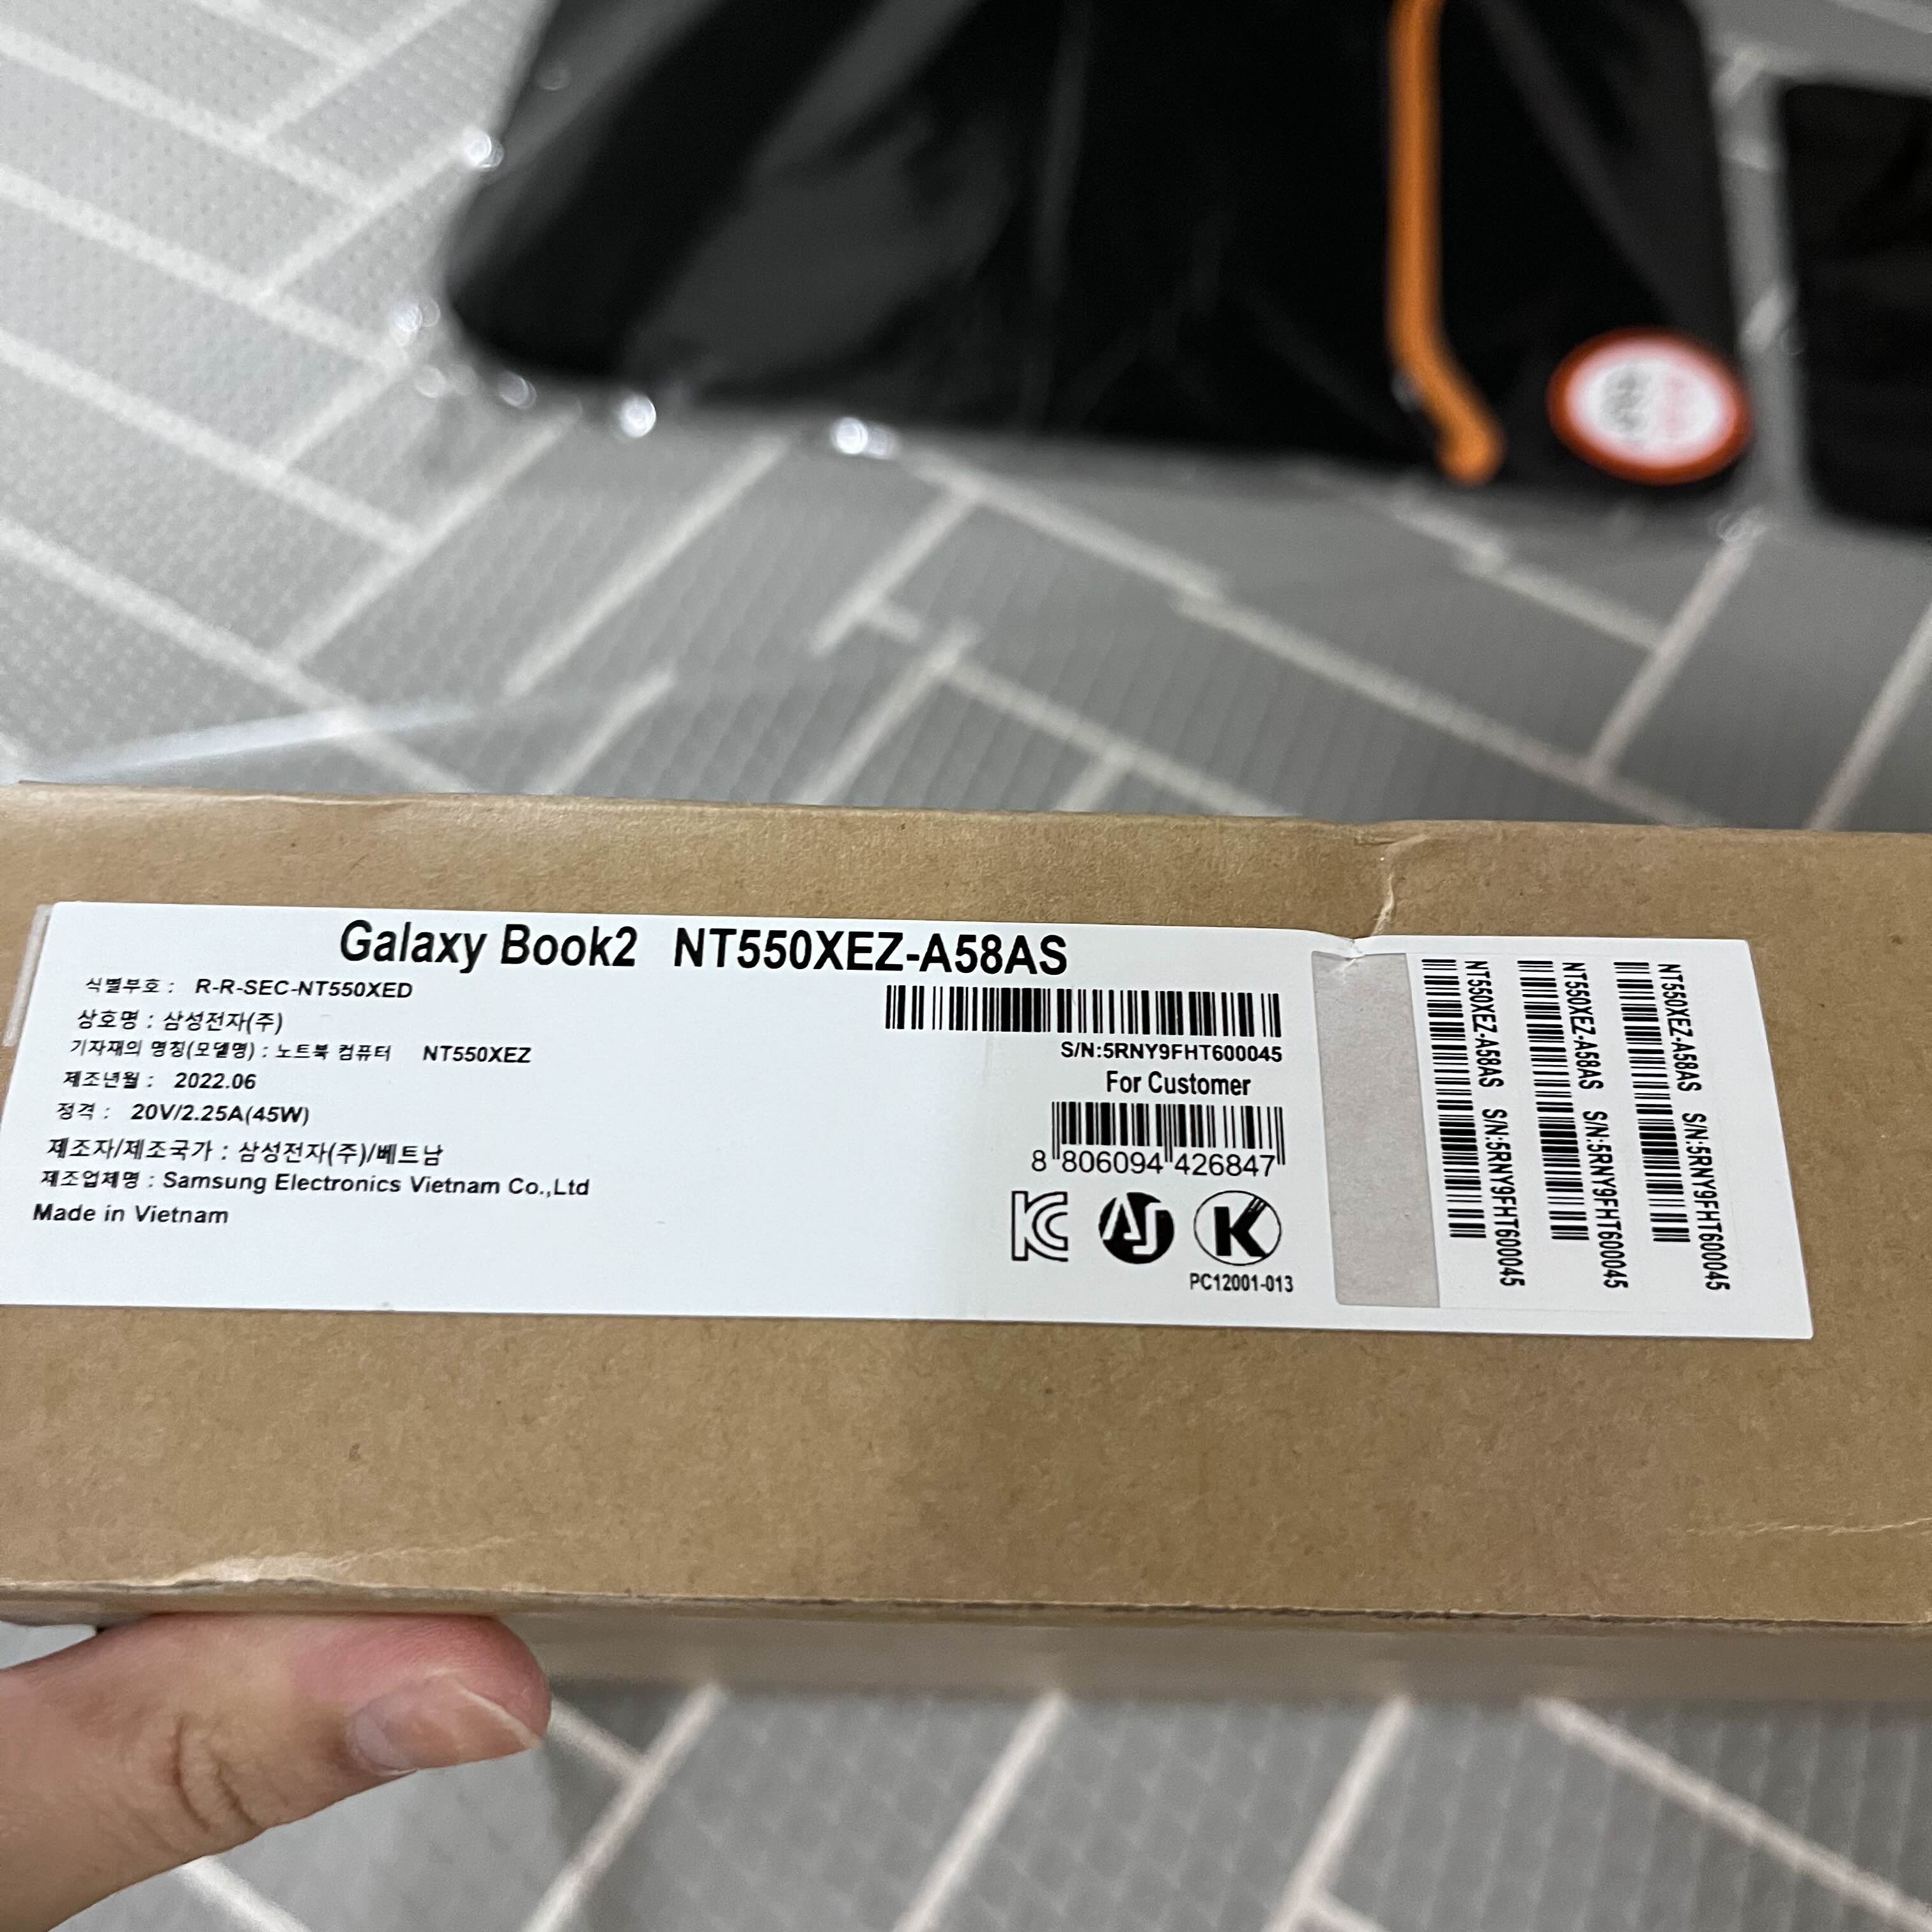 Galaxy Book2 NT550XEZ-A58AS
식별부호 : R-R-SEC-NT550XED
상호명 : 삼성전자(주)
기자재의 명칭(모델명) : 노트북 컴퓨터 NT550XEZ
제조년월 : 2022.06
정격 : 20V/2.25A(45W)
제조자/제조국가 : 삼성전자(주)/베트남
제조업체명 : Samsung Electronics Vietnam Co.,Ltd
Made in Vietnam
S/N:5RNY9FHT600045
For Customer
8 806094 426847
PC12001-013
NT550XEZ-A58AS S/N:5RNY9FHT600045
NT550XEZ-A58AS S/N:5RNY9FHT600045
NT550XEZ-A58AS S/N:5RNY9FHT600045